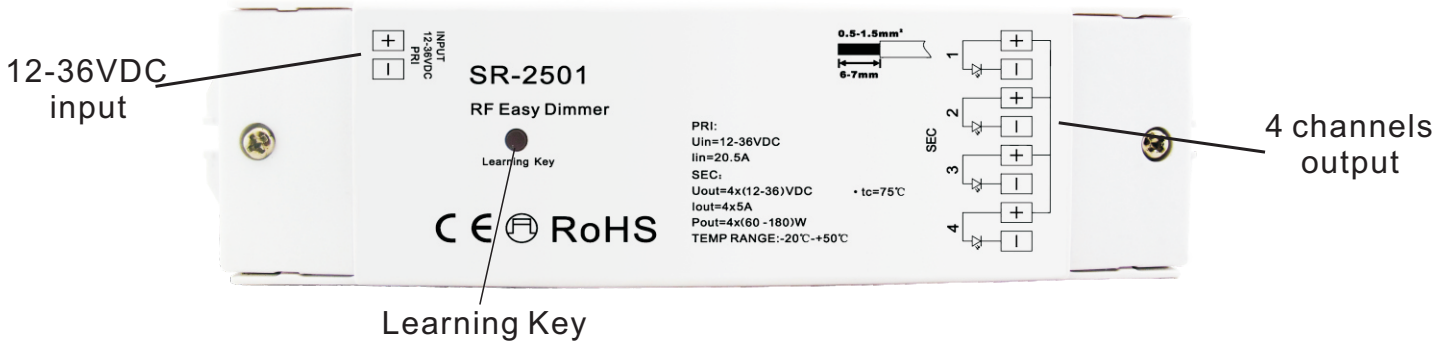 12-36VDC
input
+
−
INPUT
12-36VDC
PRI
SR-2501
RF Easy Dimmer
Learning Key
CE RoHS
PRI:
Uin=12-36VDC
Iin=20.5A
SEC:
Uout=4x(12-36)VDC
Iout=4x5A
Pout=4x(60-180)W
TEMP RANGE:-20℃-+50℃
• tc=75℃
0.5-1.5mm²
6-7mm
SEC
1
+
−
2
+
−
3
+
−
4
+
−
4 channels
output
Learning Key